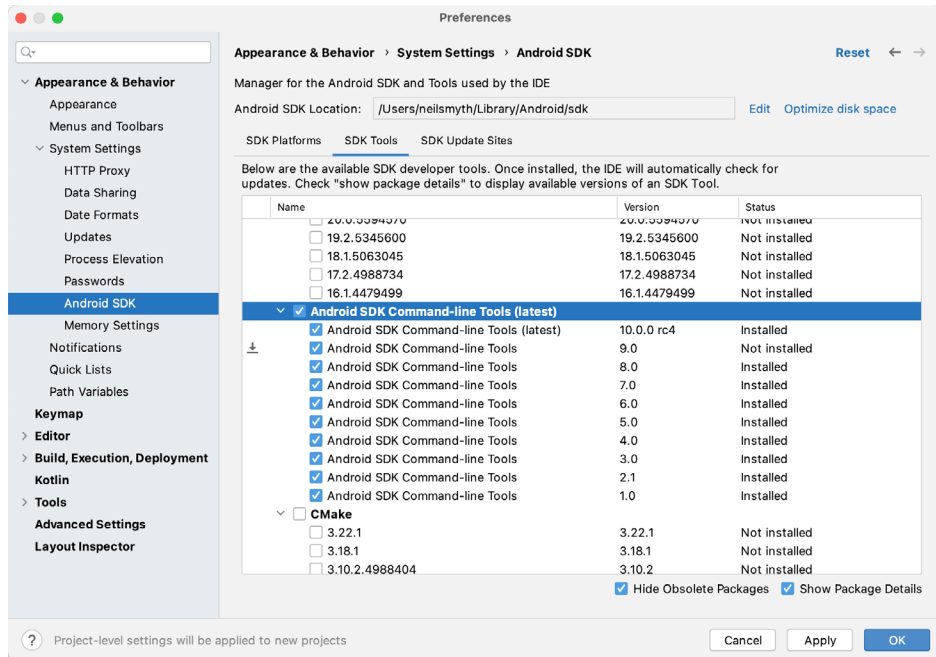 Preferences
Appearance & Behavior › System Settings › Android SDK
Reset
Manager for the Android SDK and Tools used by the IDE
Android SDK Location: /Users/neilsmyth/Library/Android/sdk Edit Optimize disk space
SDK Platforms SDK Tools SDK Update Sites
Below are the available SDK developer tools. Once installed, the IDE will automatically check for
updates. Check "show package details" to display available versions of an SDK Tool.
Appearance & Behavior
Appearance
Menus and Toolbars
System Settings
HTTP Proxy
Data Sharing
Date Formats
Updates
Process Elevation
Passwords
Android SDK
Memory Settings
Notifications
Quick Lists
Path Variables
Keymap
Editor
Build, Execution, Deployment
Kotlin
Tools
Advanced Settings
Layout Inspector
Name Version Status
20.0.5594570 20.0.5594570 Not installed
19.2.5345600 19.2.5345600 Not installed
18.1.5063045 18.1.5063045 Not installed
17.2.4988734 17.2.4988734 Not installed
16.1.4479499 16.1.4479499 Not installed
Android SDK Command-line Tools (latest)
Android SDK Command-line Tools (latest) 10.0.0 rc4 Installed
Android SDK Command-line Tools 9.0 Not installed
Android SDK Command-line Tools 8.0 Installed
Android SDK Command-line Tools 7.0 Installed
Android SDK Command-line Tools 6.0 Installed
Android SDK Command-line Tools 5.0 Installed
Android SDK Command-line Tools 4.0 Installed
Android SDK Command-line Tools 3.0 Installed
Android SDK Command-line Tools 2.1 Installed
Android SDK Command-line Tools 1.0 Installed
CMake
3.22.1 3.22.1 Not installed
3.18.1 3.18.1 Not installed
3.10.2.4988404 3.10.2 Not installed
Hide Obsolete Packages Show Package Details
? Project-level settings will be applied to new projects
Cancel Apply OK